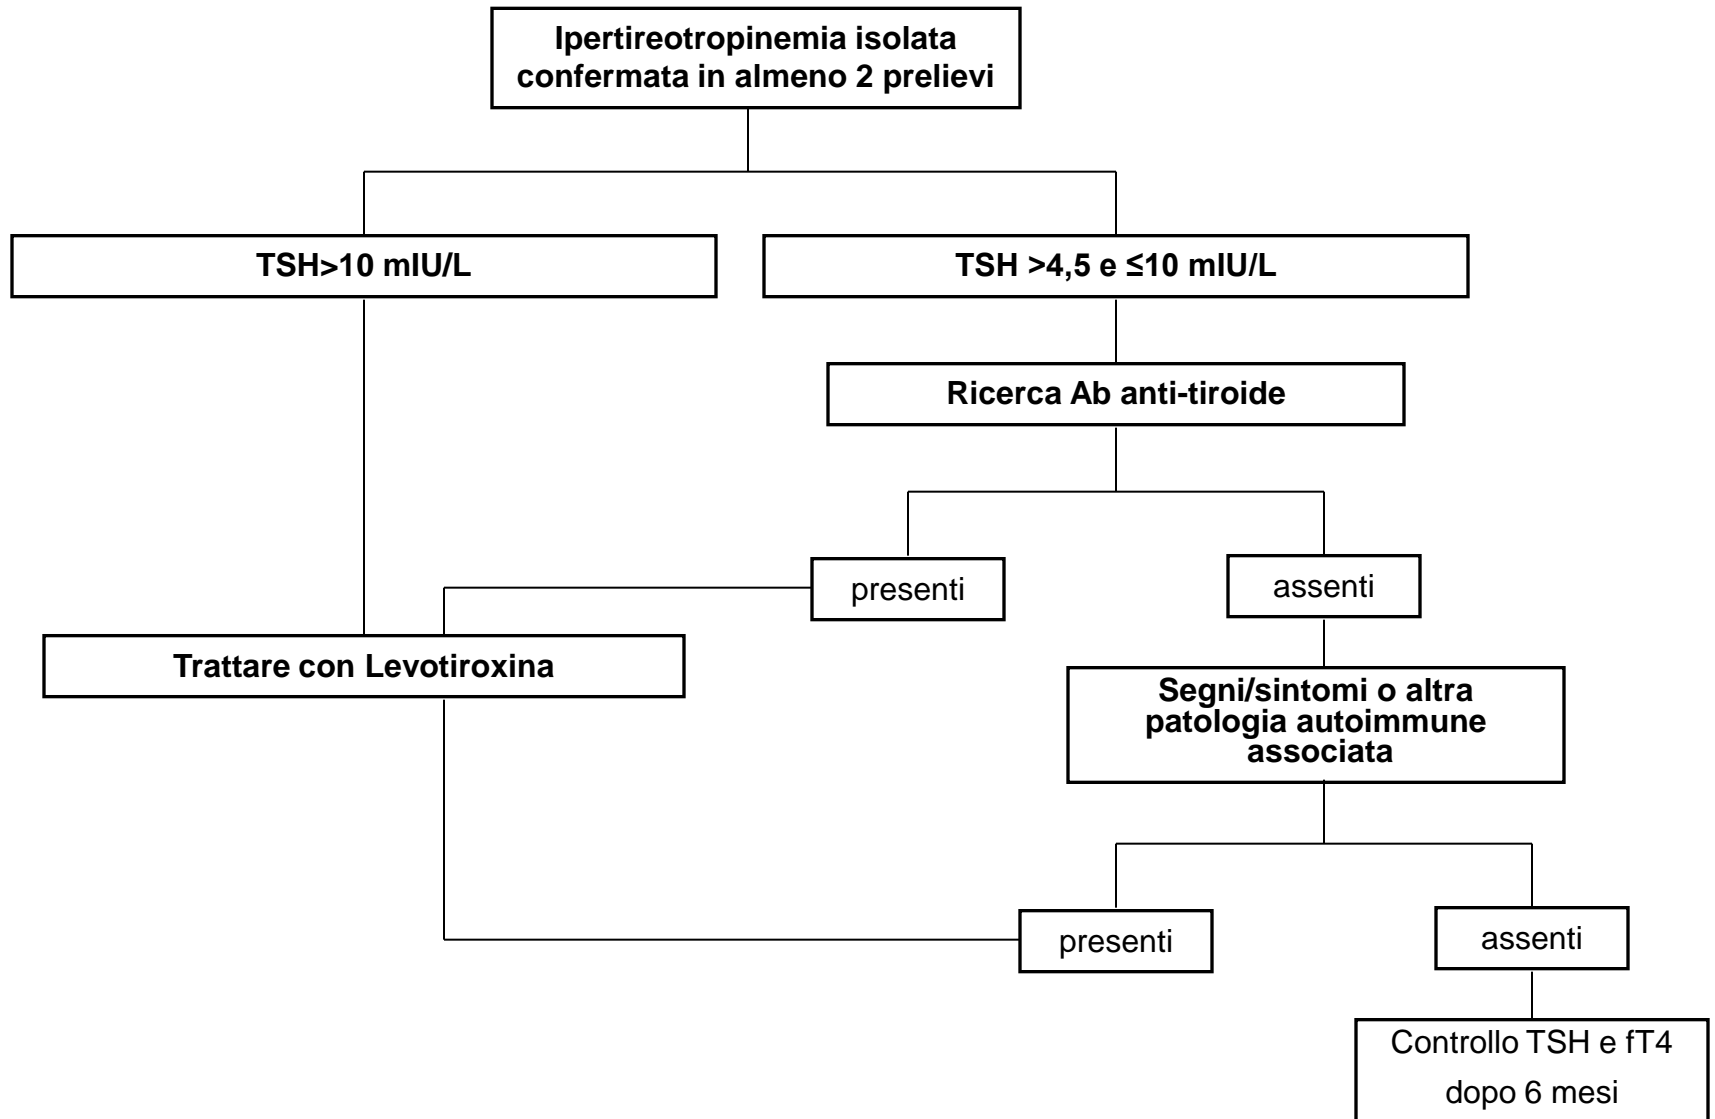 Ipertireotropinemia isolata
confermata in almeno 2 prelievi
TSH>10 mIU/L
TSH >4,5 e ≤10 mIU/L
Ricerca Ab anti-tiroide
presenti
assenti
Trattare con Levotiroxina
Segni/sintomi o altra
patologia autoimmune
associata
presenti
assenti
Controllo TSH e fT4
dopo 6 mesi